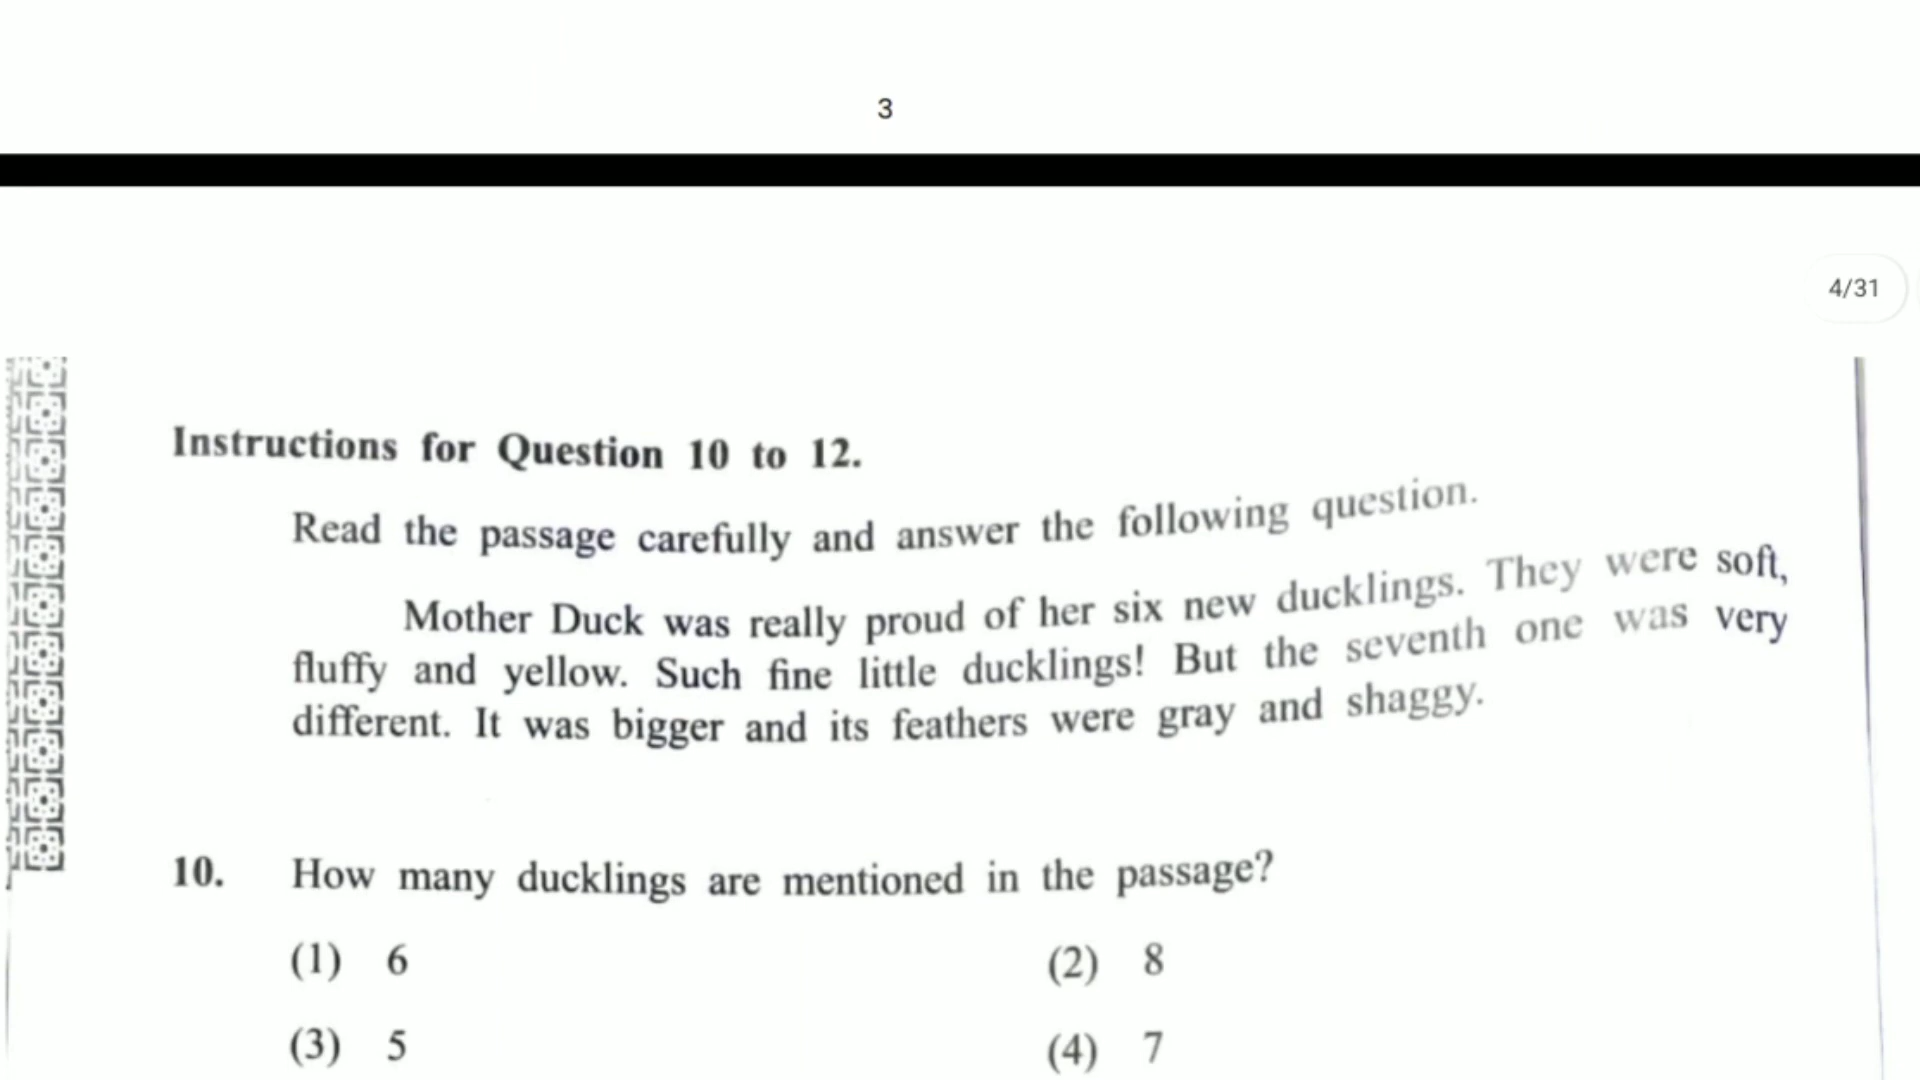 3
4/31
Instructions for Question 10 to 12.
Read the passage carefully and answer the following question.
Mother Duck was really proud of her six new ducklings. They were soft,
fluffy and yellow. Such fine little ducklings! But the seventh one was very
different. It was bigger and its feathers were gray and shaggy.
10. How many ducklings are mentioned in the passage?
(1) 6 (2) 8
(3) 5 (4) 7